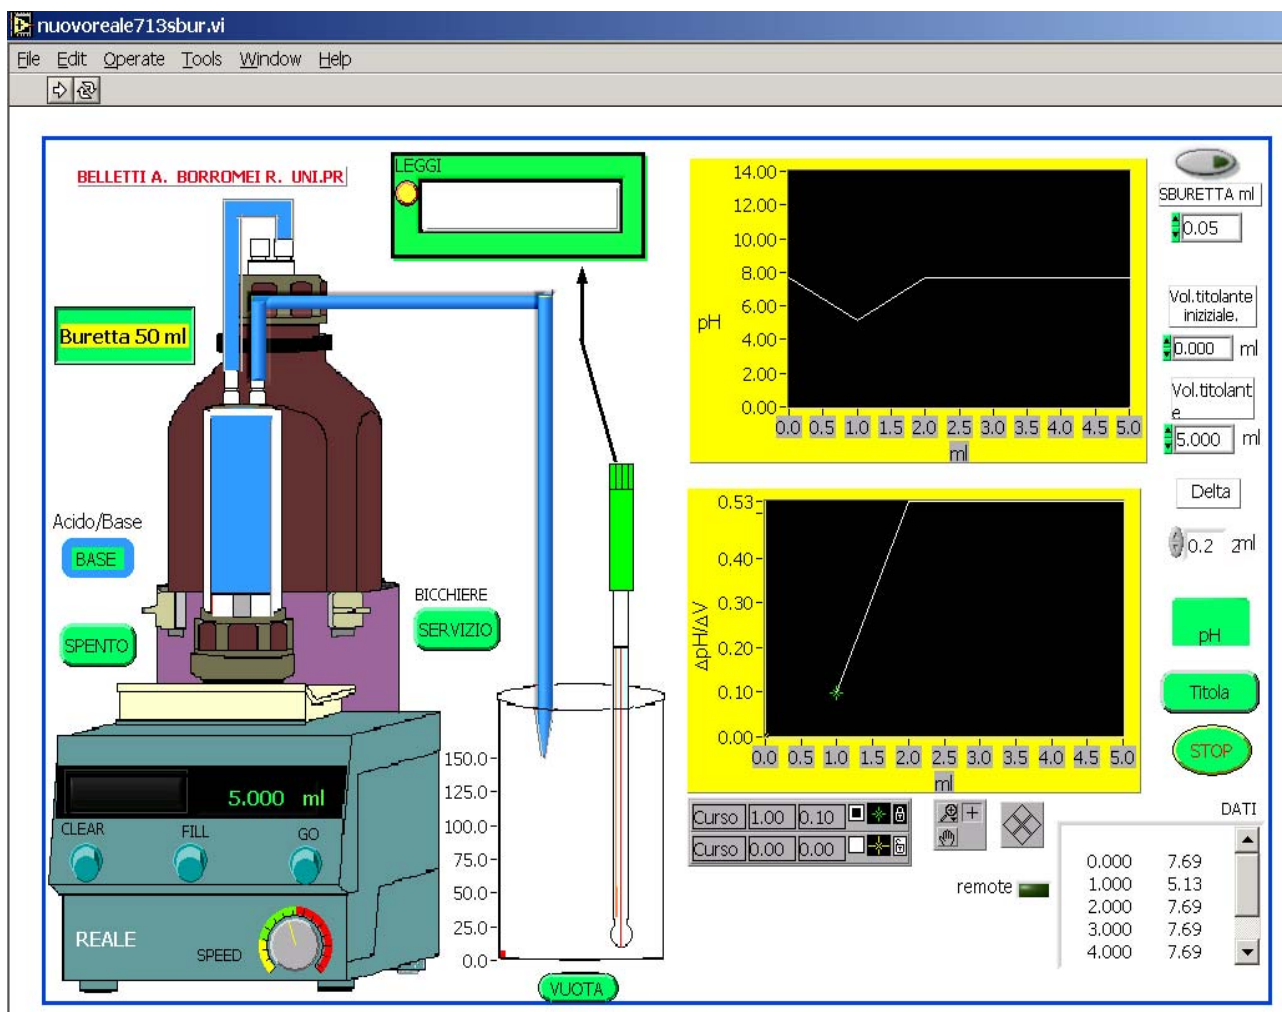 nuovoreale713sbur.vi
File Edit Operate Tools Window Help
BELLETTI A. BORROMEI R. UNI.PR
LEGGI
Buretta 50 ml
Acido/Base
BASE
SPENTO
BICCHIERE
SERVIZIO
5.000 ml
CLEAR FILL GO
REALE
SPEED
150.0
125.0
100.0
75.0
50.0
25.0
0.0
VUOTA
14.00
12.00
10.00
8.00
6.00
4.00
2.00
0.00
pH
0.0 0.5 1.0 1.5 2.0 2.5 3.0 3.5 4.0 4.5 5.0
ml
0.53
0.40
0.30
0.20
0.10
0.00
ΔpH/ΔV
0.0 0.5 1.0 1.5 2.0 2.5 3.0 3.5 4.0 4.5 5.0
ml
Curso 1.00 0.10
Curso 0.00 0.00
remote
SBURETTA ml
0.05
Vol.titolante
iniziale.
0.000 ml
Vol.titolant
e
5.000 ml
Delta
0.2 2ml
pH
Titola
STOP
DATI
0.000 7.69
1.000 5.13
2.000 7.69
3.000 7.69
4.000 7.69